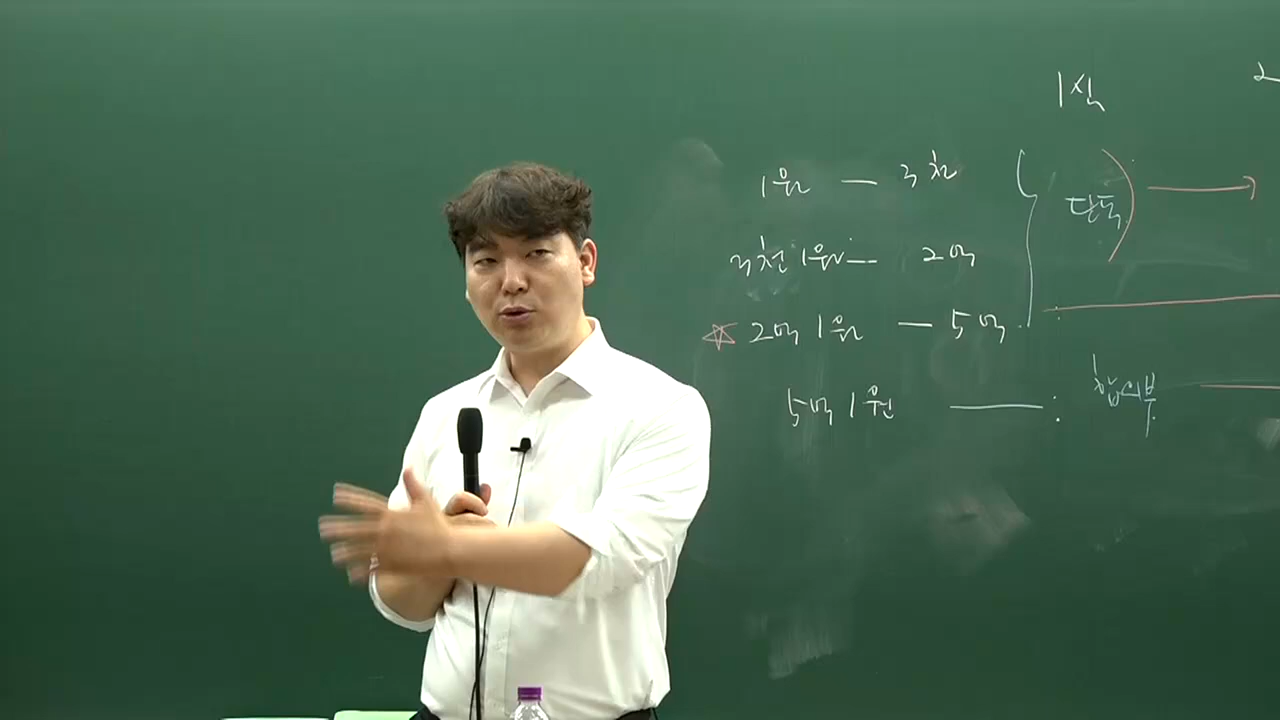 1심 2
1원 — 3천
단독
3천 1원 — 2억
☆ 2억 1원 — 5억
5억 1원 — : 합의부